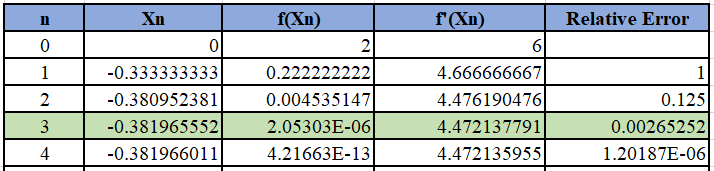 n Xn f(Xn) f'(Xn) Relative Error
0 0 2 6
1 -0.333333333 0.222222222 4.666666667 1
2 -0.380952381 0.004535147 4.476190476 0.125
3 -0.381965552 2.05303E-06 4.472137791 0.00265252
4 -0.381966011 4.21663E-13 4.472135955 1.20187E-06